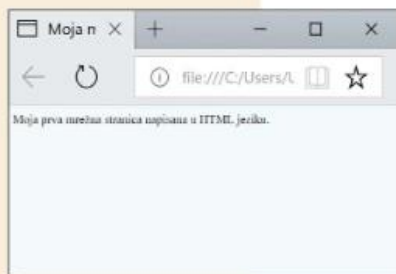 Moja n
file:///C:/Users/L
Moja prva mrežna stranica napisana u HTML jeziku.